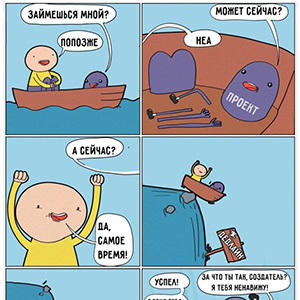 ЗАЙМЕШЬСЯ МНОЙ?
ПОПОЗЖЕ
МОЖЕТ СЕЙЧАС?
НЕА
ПРОЕКТ
А СЕЙЧАС?
ДА,
САМОЕ
ВРЕМЯ!
ДЕДЛАЙН
УСПЕЛ!
ЗА ЧТО ТЫ ТАК, СОЗДАТЕЛЬ?
Я ТЕБЯ НЕНАВИЖУ!